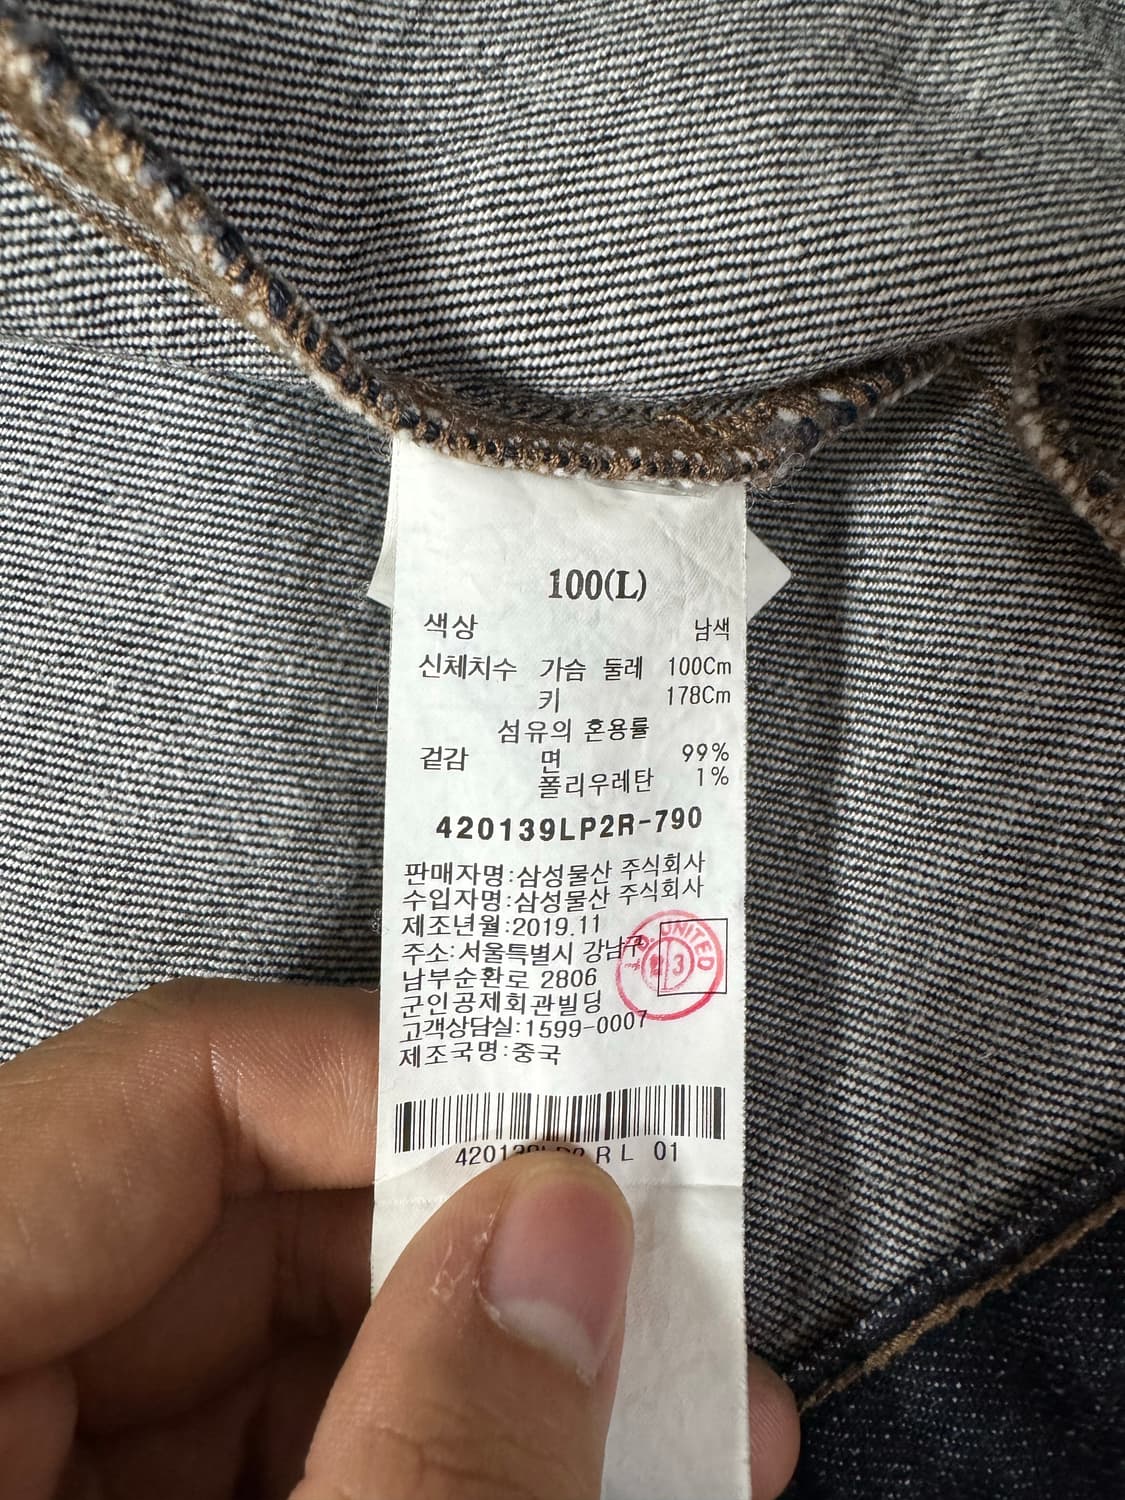 100(L)
색상 남색
신체치수 가슴 둘레 100Cm
키 178Cm
섬유의 혼용률
겉감 면 99%
폴리우레탄 1%
420139LP2R-790
판매자명:삼성물산 주식회사
수입자명:삼성물산 주식회사
제조년월:2019.11
주소:서울특별시 강남구
남부순환로 2806
군인공제회관빌딩
고객상담실:1599-0007
제조국명:중국
UNITED
RL 01